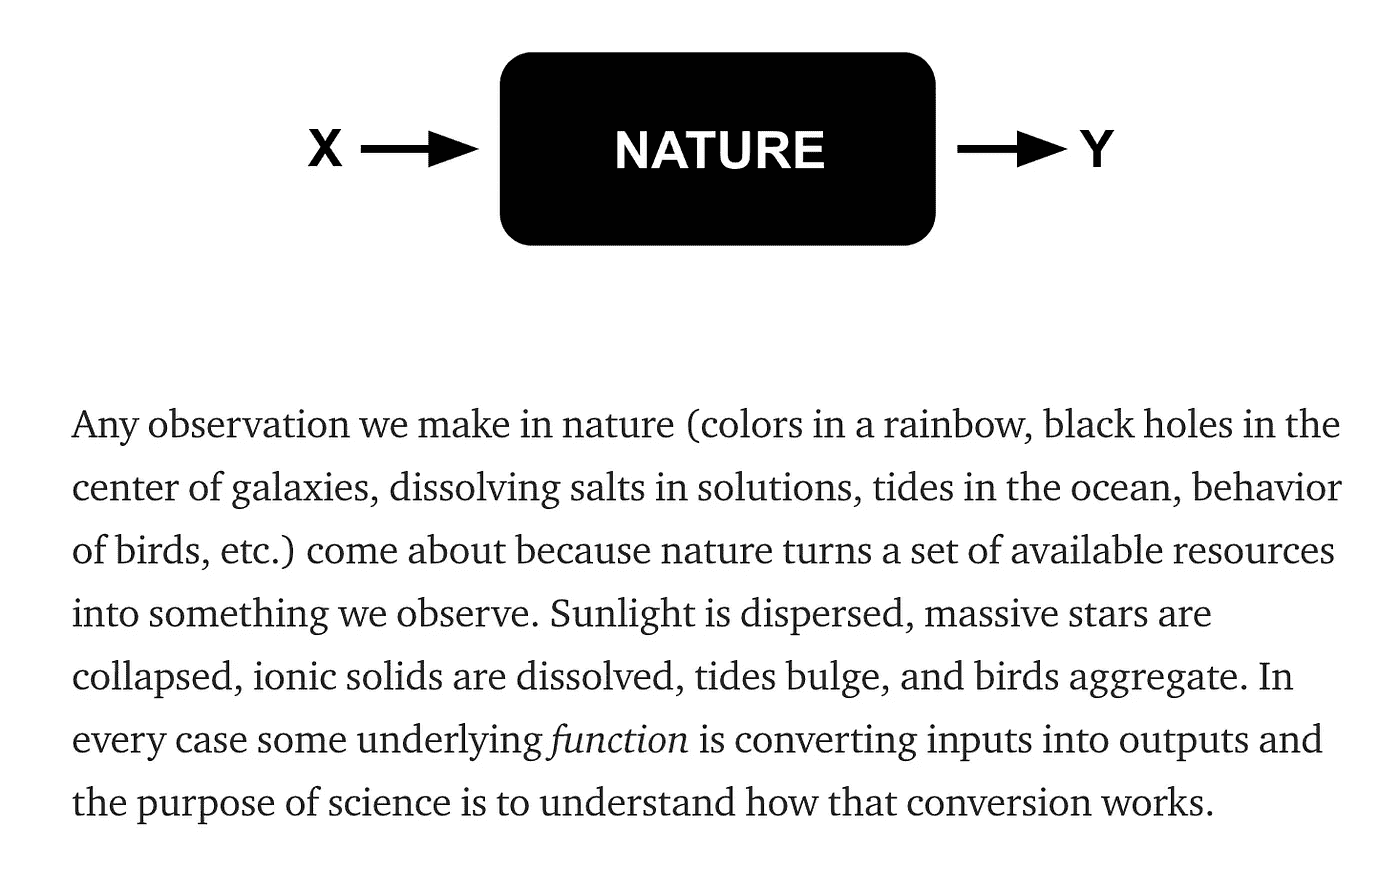 X NATURE Y
Any observation we make in nature (colors in a rainbow, black holes in the
center of galaxies, dissolving salts in solutions, tides in the ocean, behavior
of birds, etc.) come about because nature turns a set of available resources
into something we observe. Sunlight is dispersed, massive stars are
collapsed, ionic solids are dissolved, tides bulge, and birds aggregate. In
every case some underlying function is converting inputs into outputs and
the purpose of science is to understand how that conversion works.